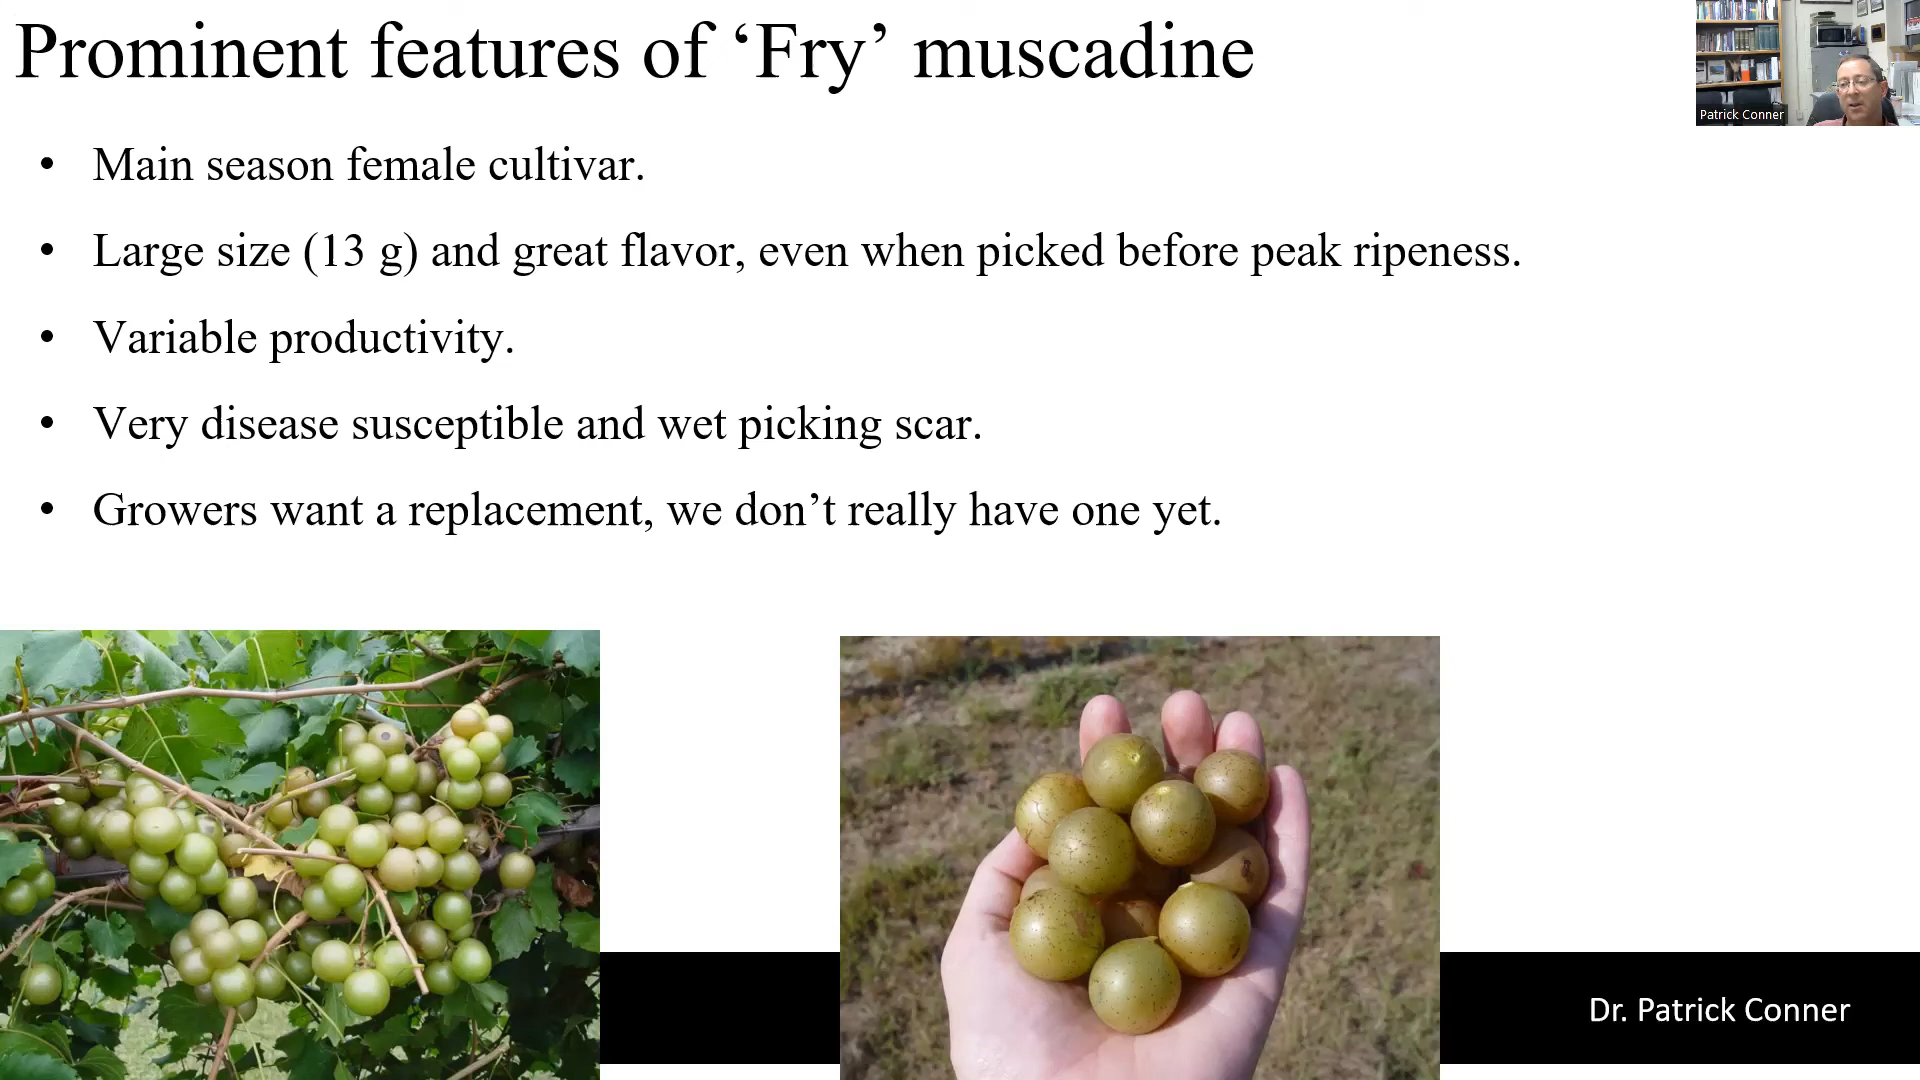 Prominent features of ‘Fry’ muscadine
Patrick Conner
• Main season female cultivar.
• Large size (13 g) and great flavor, even when picked before peak ripeness.
• Variable productivity.
• Very disease susceptible and wet picking scar.
• Growers want a replacement, we don’t really have one yet.
Dr. Patrick Conner